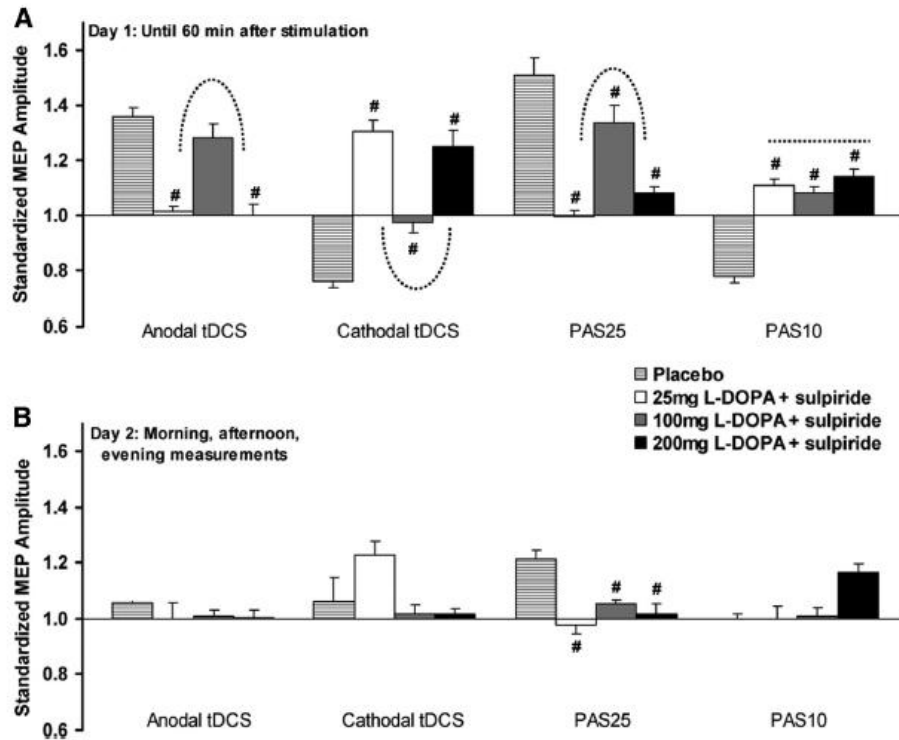 A
Day 1: Until 60 min after stimulation
Standardized MEP Amplitude
1.6
1.4
1.2
1.0
0.8
0.6
#
#
#
#
#
#
#
#
#
#
#
Anodal tDCS
Cathodal tDCS
PAS25
PAS10
Placebo
25mg L-DOPA + sulpiride
100mg L-DOPA + sulpiride
200mg L-DOPA + sulpiride
B
Day 2: Morning, afternoon,
evening measurements
Standardized MEP Amplitude
1.6
1.4
1.2
1.0
0.8
0.6
#
#
#
Anodal tDCS
Cathodal tDCS
PAS25
PAS10